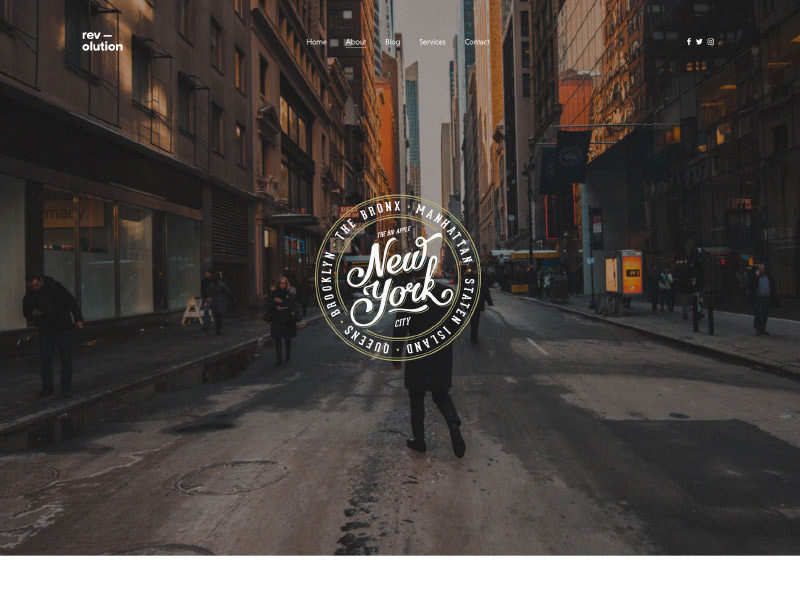 rev —
olution
Home
About
Blog
Services
Contact
macy
THE BRONX · MANHATTAN
STATEN ISLAND · QUEENS
BROOKLYN
THE BIG APPLE
New
York
CITY